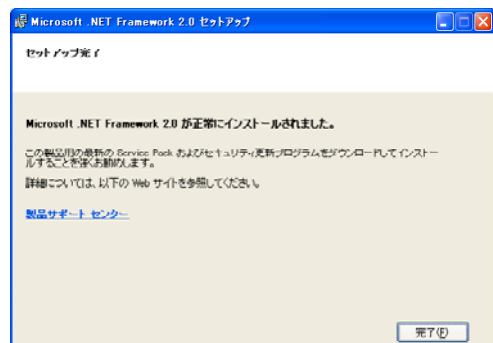 Microsoft .NET Framework 2.0 セットアップ
セットアップ完了
Microsoft .NET Framework 2.0 が正常にインストールされました。
この製品用の最新の Service Pack およびセキュリティ更新プログラムをダウンロードしてインストー
ルすることを強くお勧めします。
詳細については、以下の Web サイトを参照してください。
製品サポート センター
完了(F)